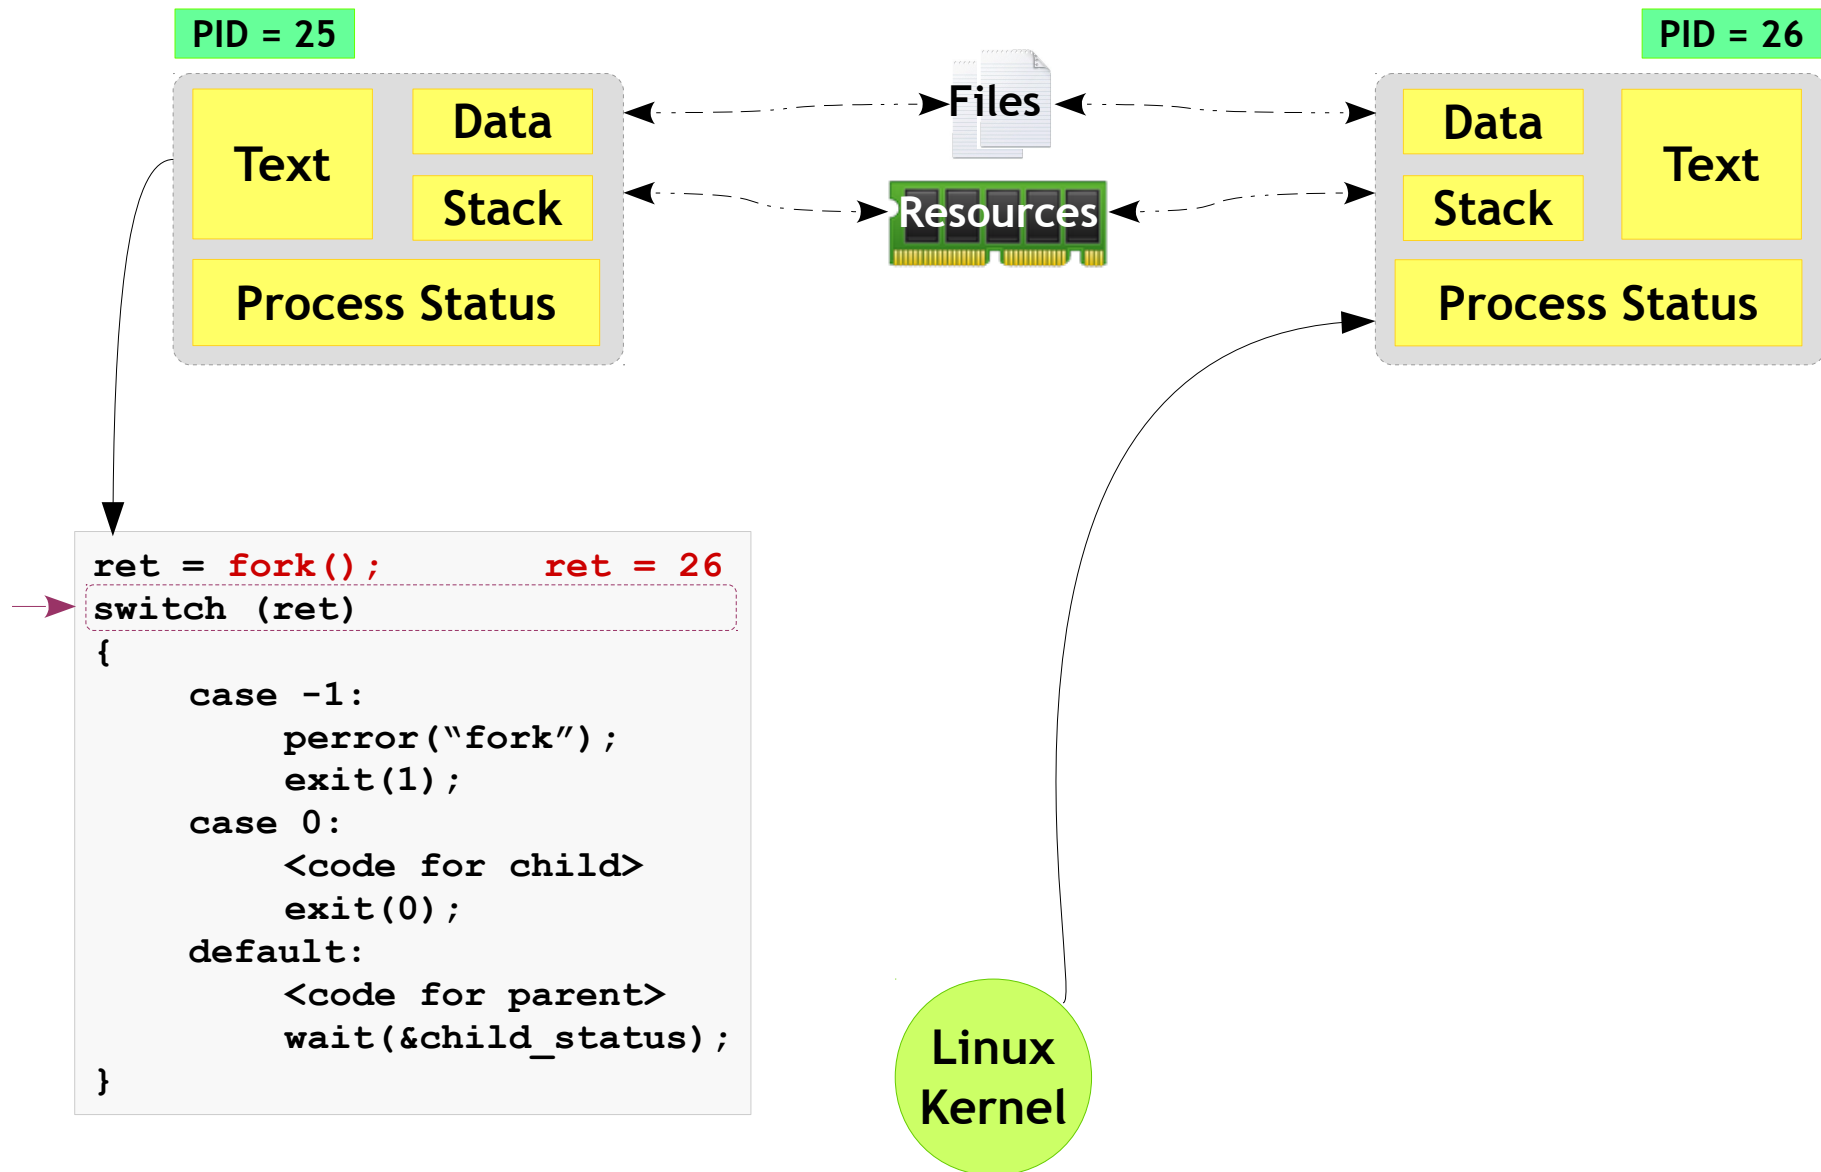 PID = 25
PID = 26
Text
Data
Stack
Process Status
Files
Resources
Data
Stack
Text
Process Status
ret = fork(); ret = 26
switch (ret)
{
case -1:
perror(“fork”);
exit(1);
case 0:
<code for child>
exit(0);
default:
<code for parent>
wait(&child_status);
}
Linux
Kernel